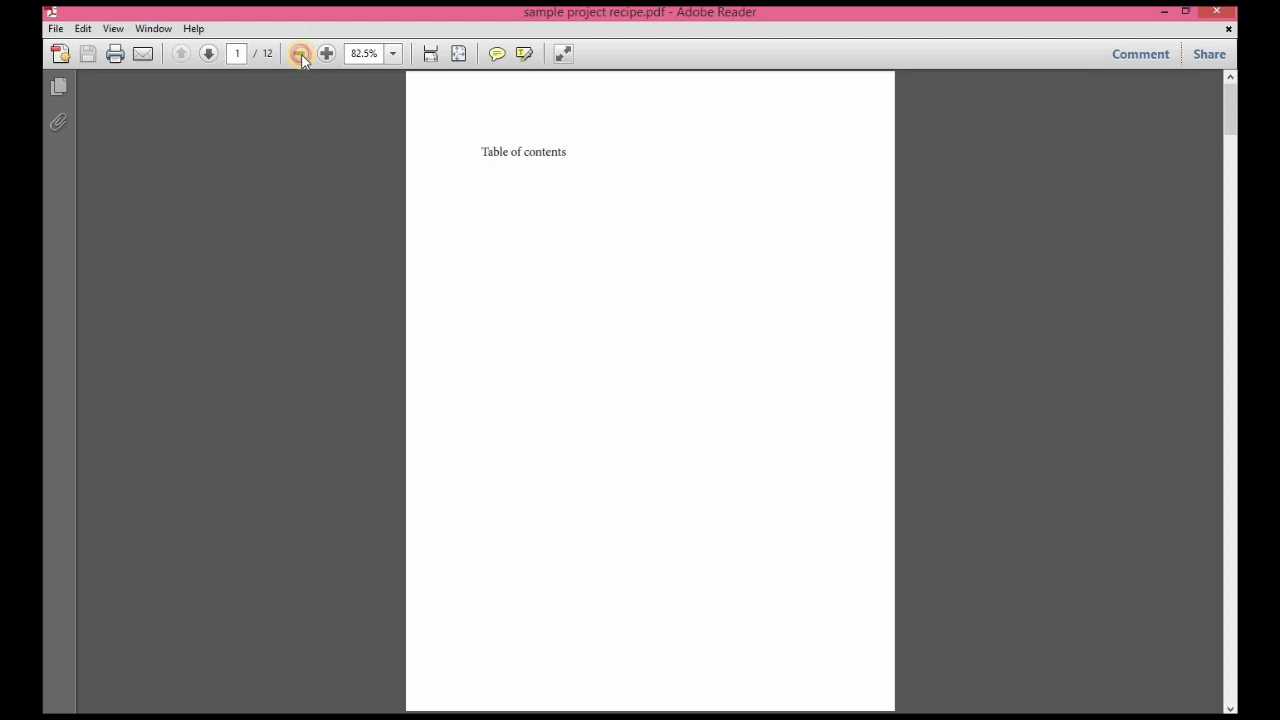 sample project recipe.pdf - Adobe Reader
File Edit View Window Help
1 / 12 82.5% Comment Share
Table of contents